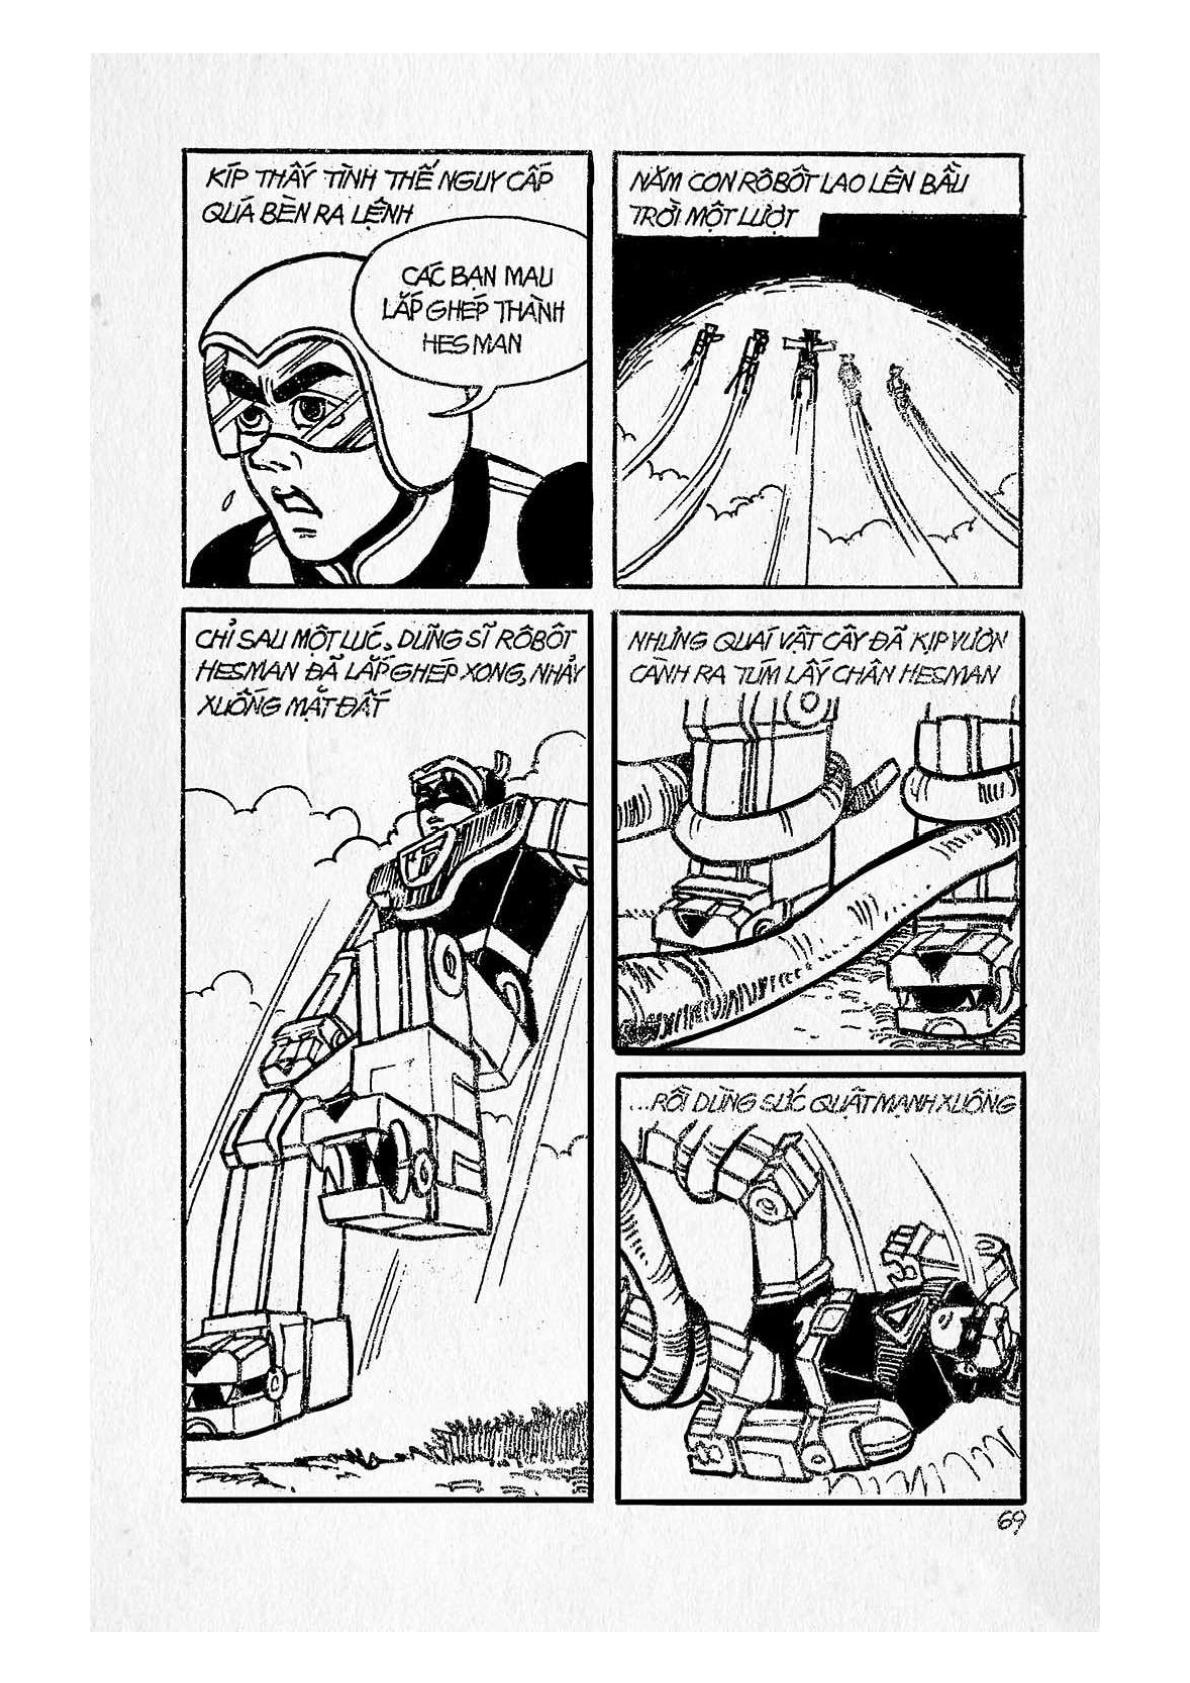 KÍP THẤY TÌNH THẾ NGUY CẤP
QUÁ BÈN RA LỆNH
CÁC BẠN MAU
LẮP GHÉP THÀNH
HESMAN
NĂM CON RÔBÔT LAO LÊN BẦU
TRỜI MỘT LƯỢT
CHỈ SAU MỘT LÚC, DŨNG SĨ RÔBÔT
HESMAN ĐÃ LẮP GHÉP XONG, NHẢY
XUỐNG MẶT ĐẤT
NHƯNG QUÁI VẬT CÂY ĐÃ KỊP VƯƠN
CÀNH RA TÚM LẤY CHÂN HESMAN
...RỒI DÙNG SỨC QUẬT MẠNH XUỐNG
69